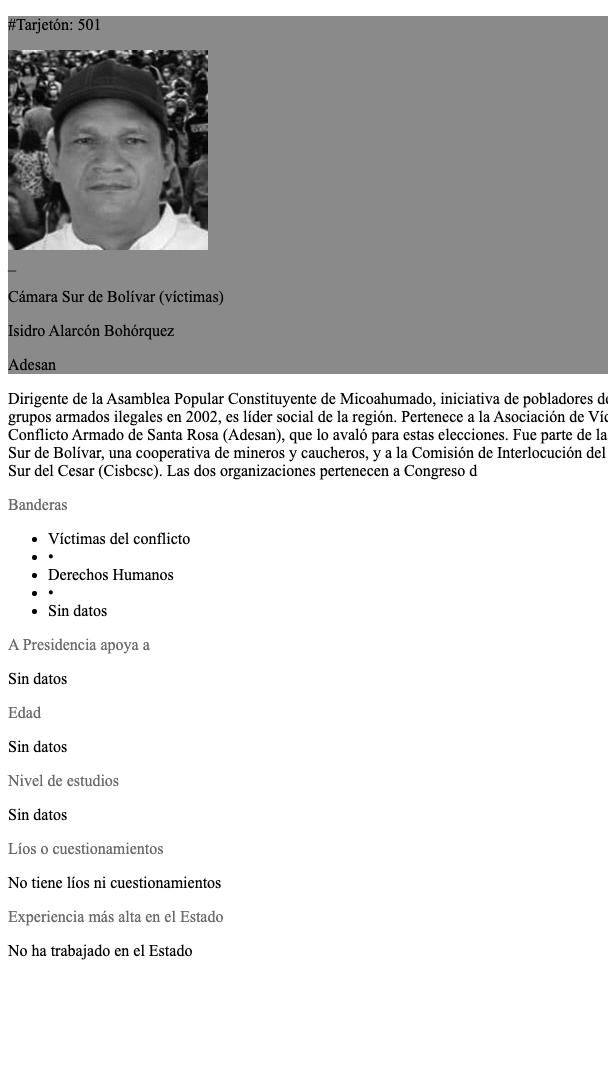 #Tarjetón: 501
_
Cámara Sur de Bolívar (víctimas)
Isidro Alarcón Bohórquez
Adesan
Dirigente de la Asamblea Popular Constituyente de Micoahumado, iniciativa de pobladores de
grupos armados ilegales en 2002, es líder social de la región. Pertenece a la Asociación de Víc
Conflicto Armado de Santa Rosa (Adesan), que lo avaló para estas elecciones. Fue parte de la
Sur de Bolívar, una cooperativa de mineros y caucheros, y a la Comisión de Interlocución del
Sur del Cesar (Cisbcsc). Las dos organizaciones pertenecen a Congreso d
Banderas
• Víctimas del conflicto
• •
• Derechos Humanos
• •
• Sin datos
A Presidencia apoya a
Sin datos
Edad
Sin datos
Nivel de estudios
Sin datos
Líos o cuestionamientos
No tiene líos ni cuestionamientos
Experiencia más alta en el Estado
No ha trabajado en el Estado